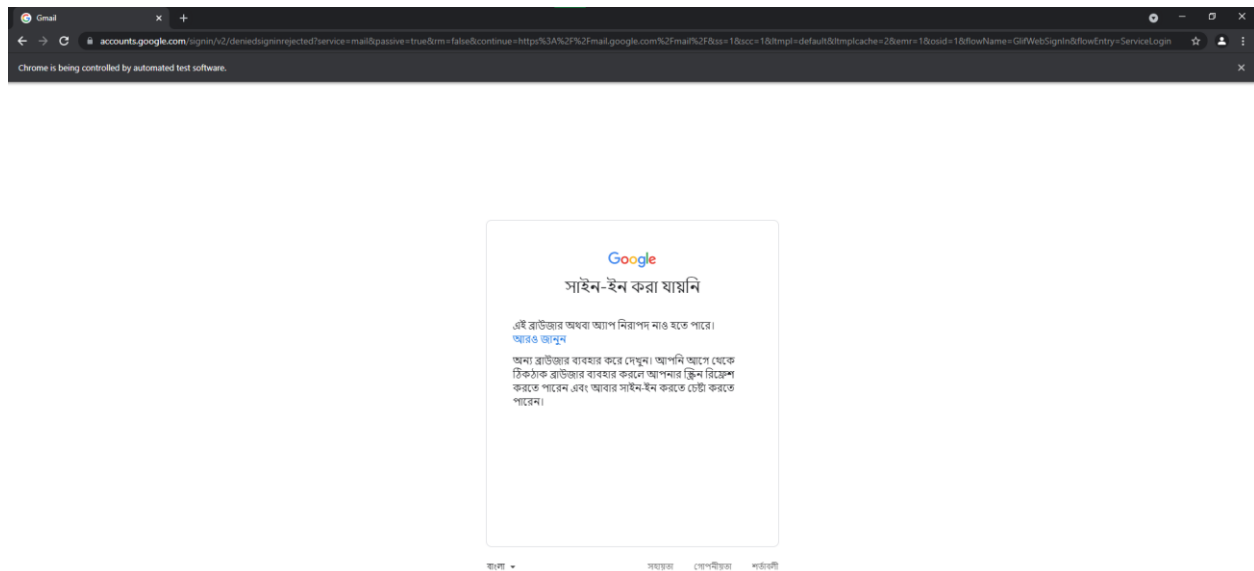 Gmail
accounts.google.com/signin/v2/deniedsigninrejected?service=mail&passive=true&rm=false&continue=https%3A%2F%2Fmail.google.com%2Fmail%2F&ss=1&scc=1&ltmpl=default&ltmplcache=2&emr=1&osid=1&flowName=GlifWebSignIn&flowEntry=ServiceLogin
Chrome is being controlled by automated test software.
Google
সাইন-ইন করা যায়নি
এই ব্রাউজার অথবা অ্যাপ নিরাপদ নাও হতে পারে।
আরও জানুন
অন্য ব্রাউজার ব্যবহার করে দেখুন। আপনি আগে থেকে
ঠিকঠাক ব্রাউজার ব্যবহার করলে আপনার স্ক্রিন রিফ্রেশ
করতে পারেন এবং আবার সাইন-ইন করতে চেষ্টা করতে
পারেন।
বাংলা সহায়তা গোপনীয়তা শর্তাবলী